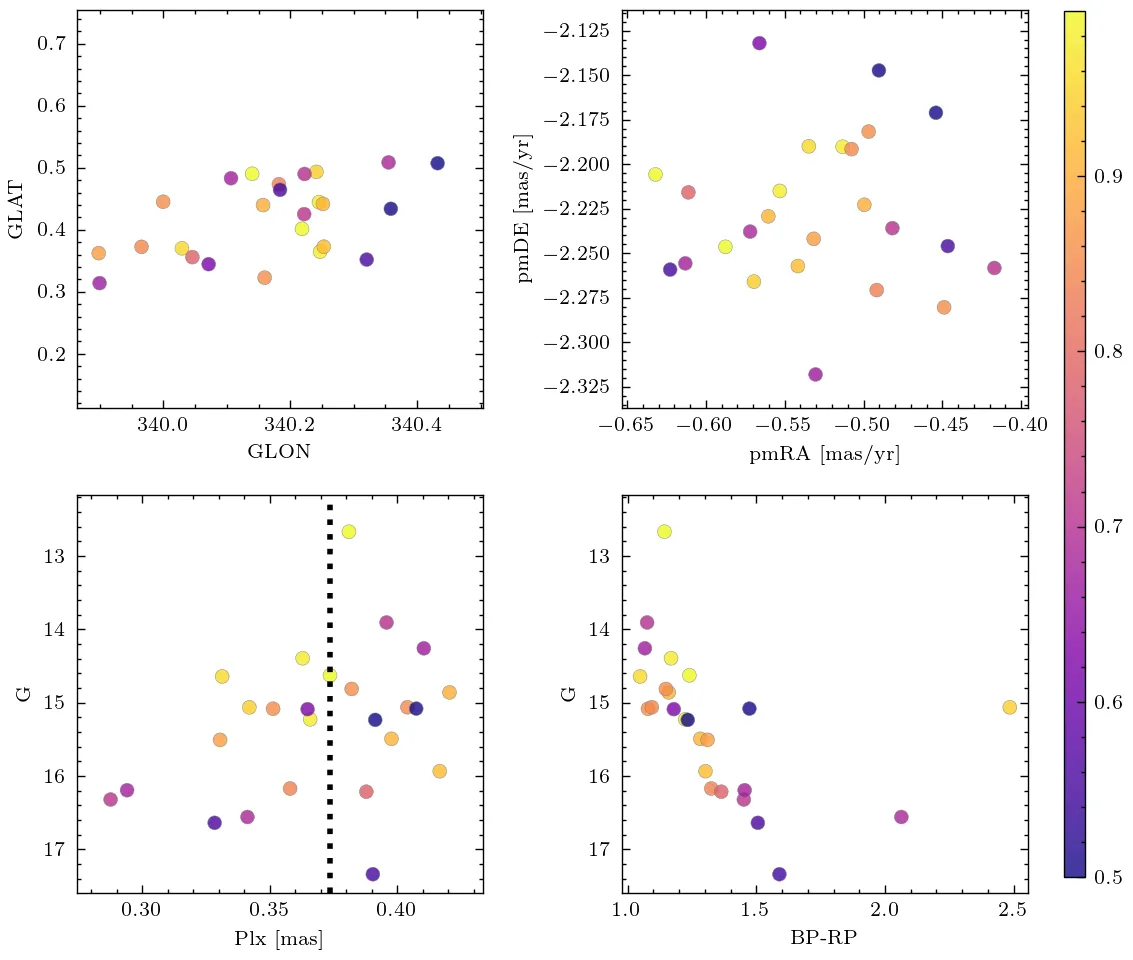 0.7
0.6
0.5
0.4
0.3
0.2
GLAT
340.0 340.2 340.4
GLON
−2.125
−2.150
−2.175
−2.200
−2.225
−2.250
−2.275
−2.300
−2.325
pmDE [mas/yr]
−0.65 −0.60 −0.55 −0.50 −0.45 −0.40
pmRA [mas/yr]
13
14
15
16
17
G
0.30 0.35 0.40
Plx [mas]
13
14
15
16
17
G
1.0 1.5 2.0 2.5
BP-RP
0.9
0.8
0.7
0.6
0.5